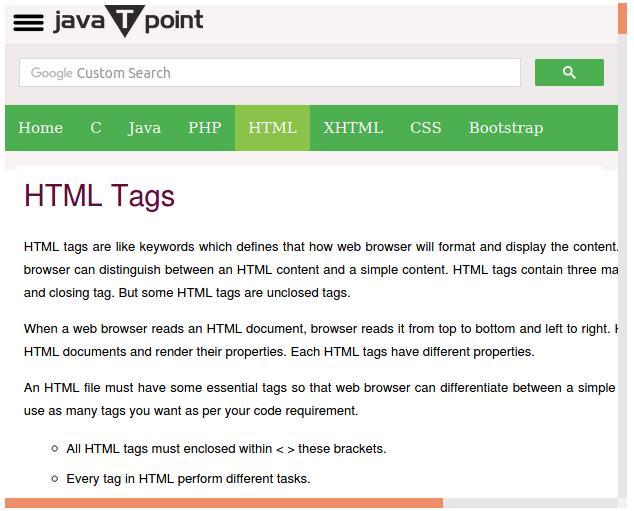 javaTpoint
Google Custom Search
Home C Java PHP HTML XHTML CSS Bootstrap
HTML Tags
HTML tags are like keywords which defines that how web browser will format and display the content.
browser can distinguish between an HTML content and a simple content. HTML tags contain three
and closing tag. But some HTML tags are unclosed tags.
When a web browser reads an HTML document, browser reads it from top to bottom and left to right.
HTML documents and render their properties. Each HTML tags have different properties.
An HTML file must have some essential tags so that web browser can differentiate between a simple
use as many tags you want as per your code requirement.
All HTML tags must enclosed within < > these brackets.
Every tag in HTML perform different tasks.